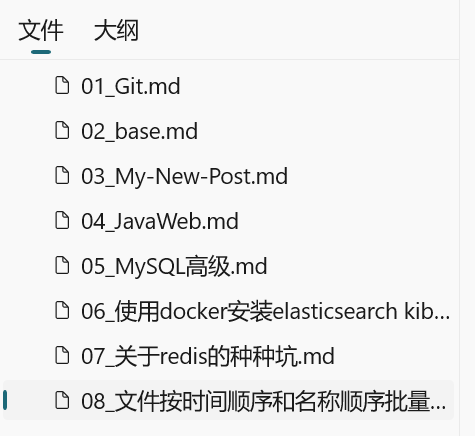 文件 大纲
01_Git.md
02_base.md
03_My-New-Post.md
04_JavaWeb.md
05_MySQL高级.md
06_使用docker安装elasticsearch kib...
07_关于redis的种种坑.md
08_文件按时间顺序和名称顺序批量...